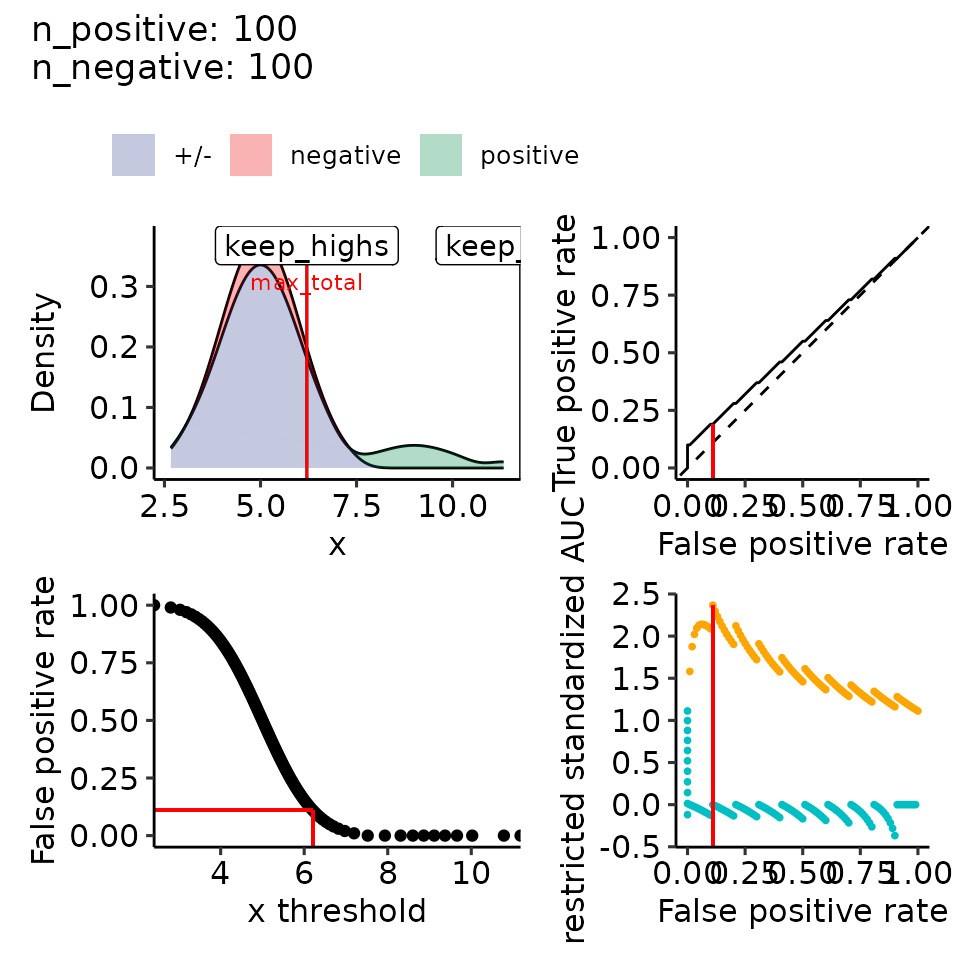 n_positive: 100
n_negative: 100
+/- negative positive
keep_highs keep_
max_total
Density
0.3
0.2
0.1
0.0
2.5 5.0 7.5 10.0
x
True positive rate
1.00
0.75
0.50
0.25
0.00
0.00 0.25 0.50 0.75 1.00
False positive rate
False positive rate
1.00
0.75
0.50
0.25
0.00
4 6 8 10
x threshold
restricted standardized AUC
2.5
2.0
1.5
1.0
0.5
0.0
-0.5
0.00 0.25 0.50 0.75 1.00
False positive rate